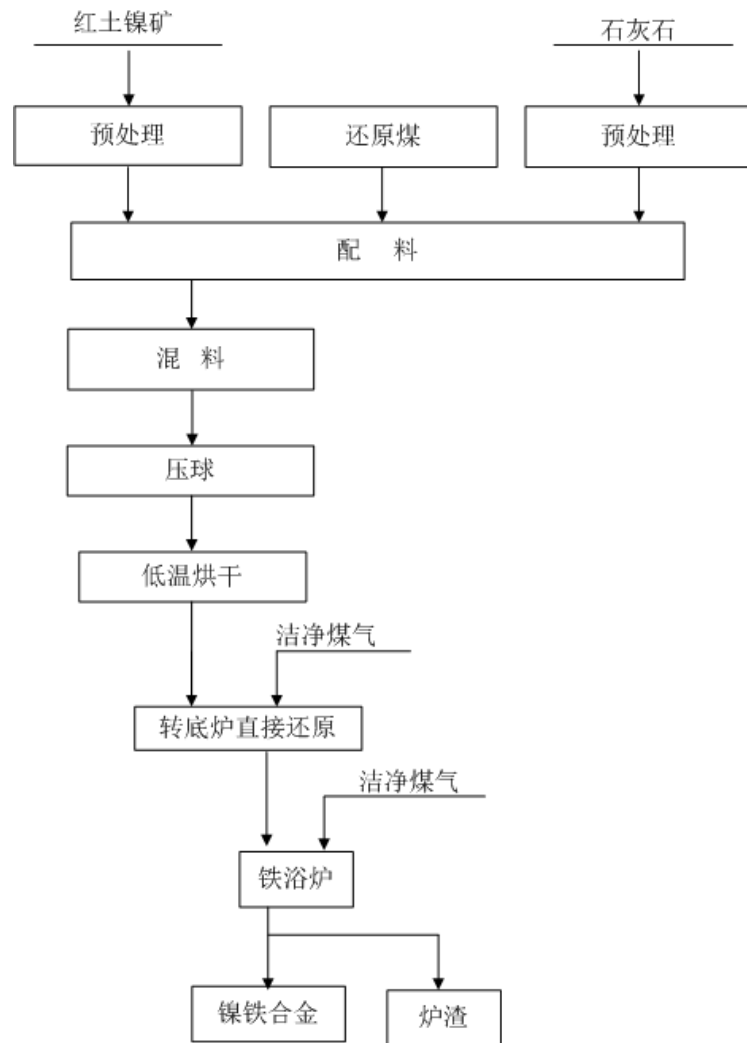 红土镍矿
石灰石
预处理
还原煤
预处理
配 料
混 料
压球
低温烘干
洁净煤气
转底炉直接还原
洁净煤气
铁浴炉
镍铁合金
炉渣